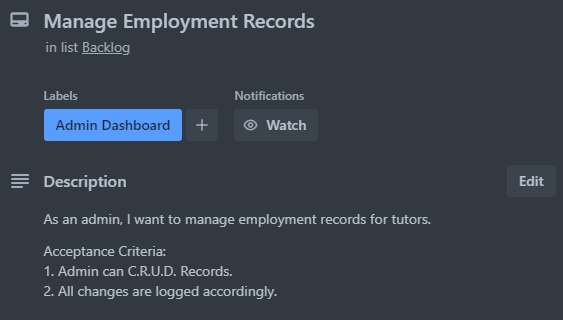 Manage Employment Records
in list Backlog
Labels
Notifications
Admin Dashboard
+
Watch
Description
Edit
As an admin, I want to manage employment records for tutors.
Acceptance Criteria:
1. Admin can C.R.U.D. Records.
2. All changes are logged accordingly.